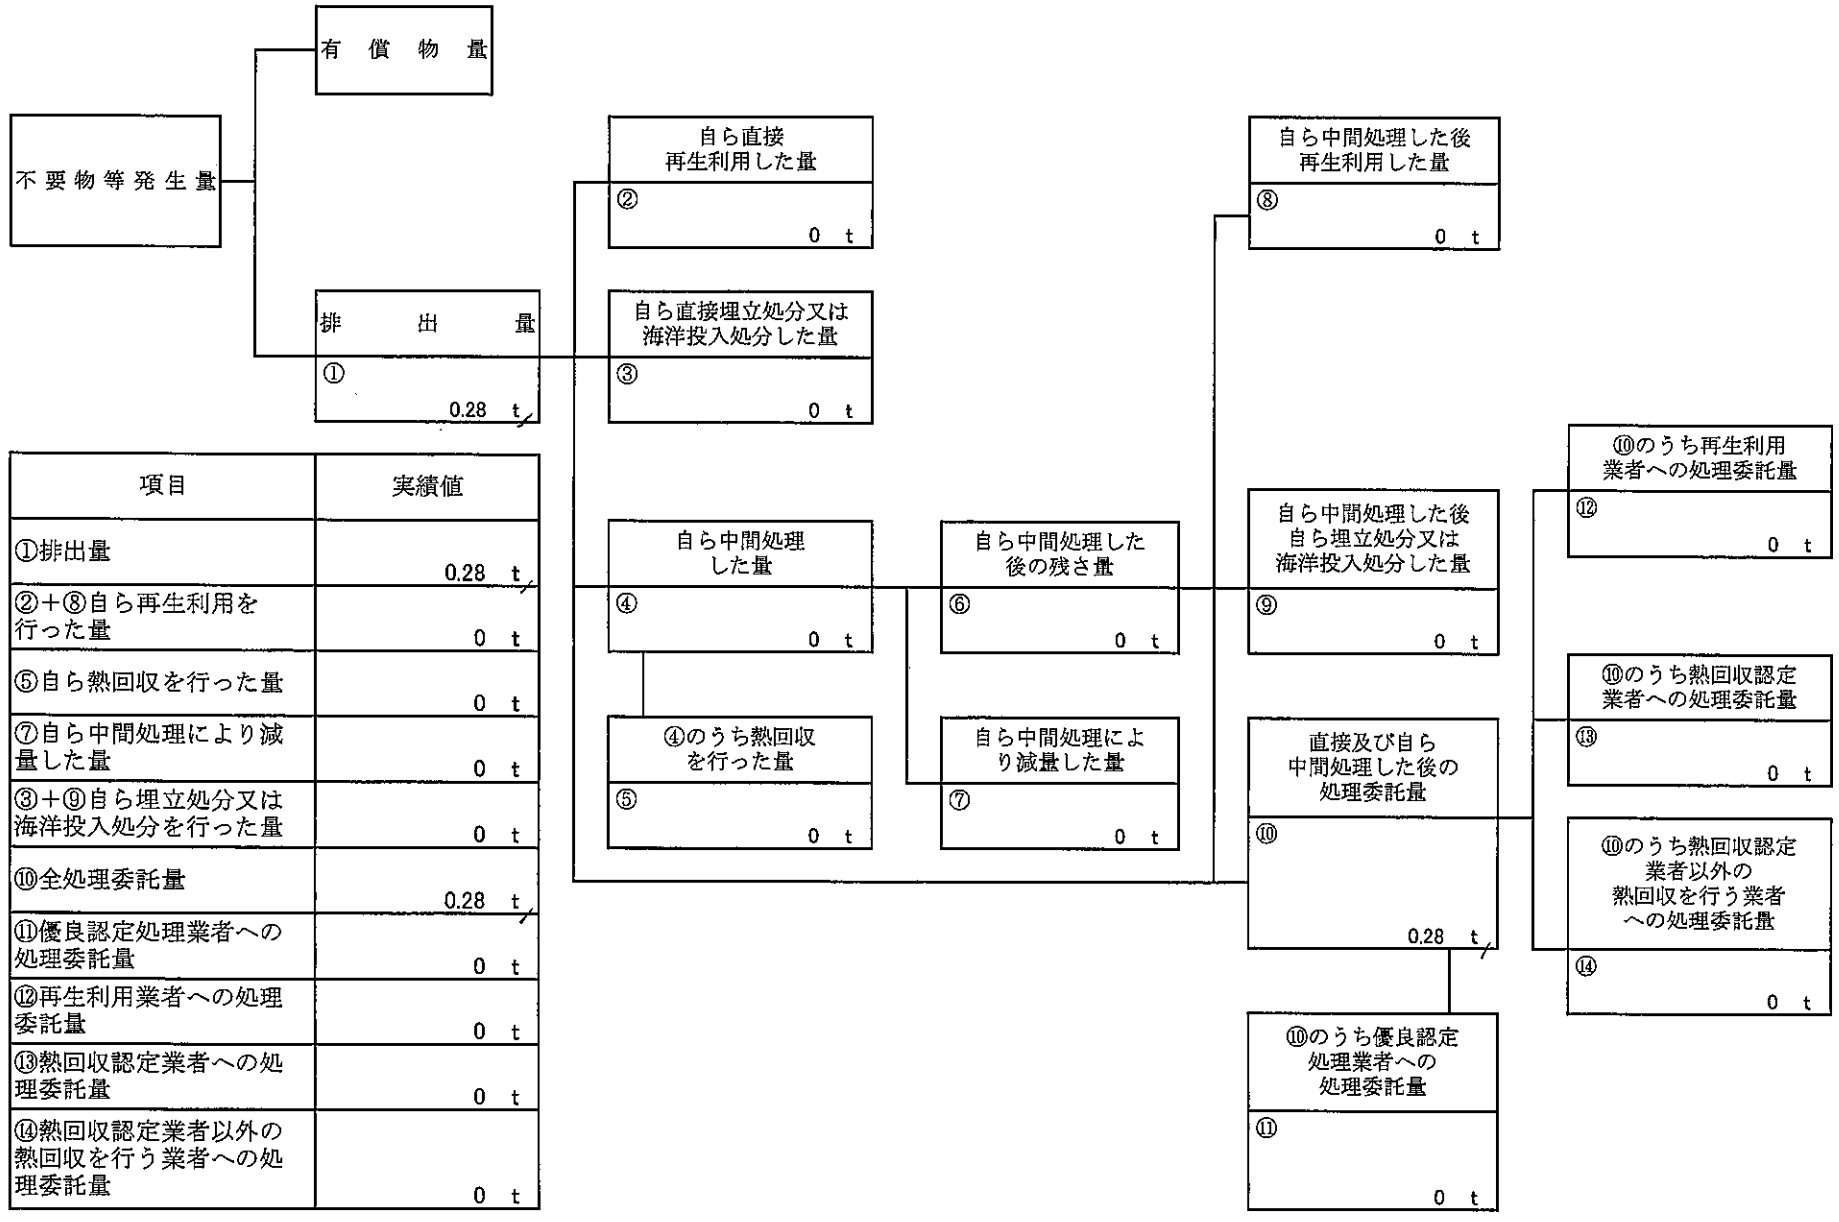 有償物量
不要物等発生量
排出量
①
0.28 t
自ら直接
再生利用した量
②
0 t
自ら直接埋立処分又は
海洋投入処分した量
③
0 t
自ら中間処理
した量
④
0 t
④のうち熱回収
を行った量
⑤
0 t
自ら中間処理した
後の残さ量
⑥
0 t
自ら中間処理によ
り減量した量
⑦
0 t
自ら中間処理した後
再生利用した量
⑧
0 t
自ら中間処理した後
自ら埋立処分又は
海洋投入処分した量
⑨
0 t
直接及び自ら
中間処理した後の
処理委託量
⑩
0.28 t
⑩のうち優良認定
処理業者への
処理委託量
⑪
0 t
⑩のうち再生利用
業者への処理委託量
⑫
0 t
⑩のうち熱回収認定
業者への処理委託量
⑬
0 t
⑩のうち熱回収認定
業者以外の
熱回収を行う業者
への処理委託量
⑭
0 t
項目 実績値
①排出量
0.28 t
②+⑧自ら再生利用を
行った量
0 t
⑤自ら熱回収を行った量
0 t
⑦自ら中間処理により減
量した量
0 t
③+⑨自ら埋立処分又は
海洋投入処分を行った量
0 t
⑩全処理委託量
0.28 t
⑪優良認定処理業者への
処理委託量
0 t
⑫再生利用業者への処理
委託量
0 t
⑬熱回収認定業者への処
理委託量
0 t
⑭熱回収認定業者以外の
熱回収を行う業者への処
理委託量
0 t